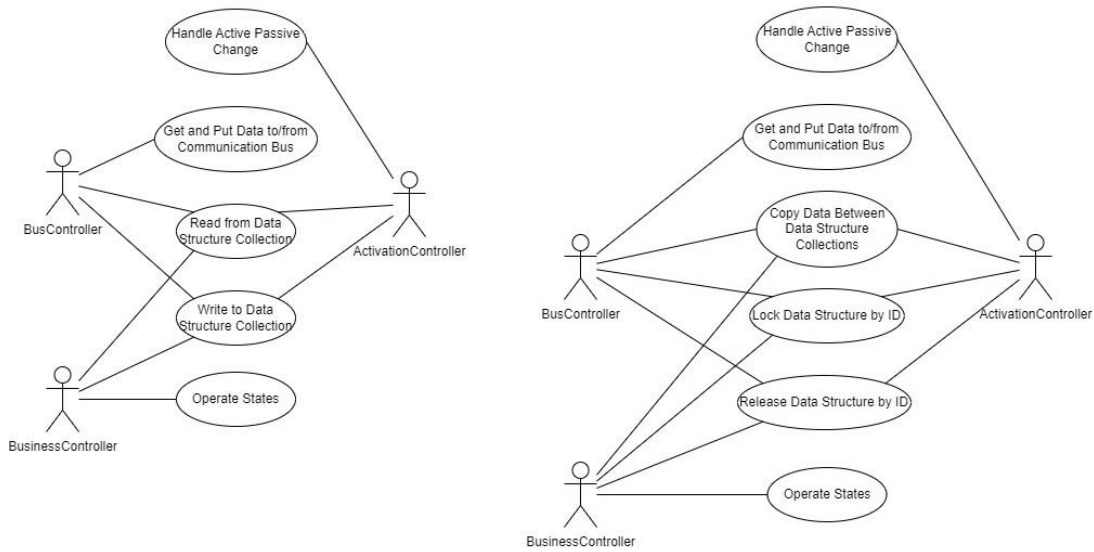 Handle Active Passive
Change
Get and Put Data to/from
Communication Bus
BusController
Read from Data
Structure Collection
ActivationController
Write to Data
Structure Collection
Operate States
BusinessController
Handle Active Passive
Change
Get and Put Data to/from
Communication Bus
Copy Data Between
Data Structure
Collections
BusController
Lock Data Structure by ID
ActivationController
Release Data Structure by ID
Operate States
BusinessController